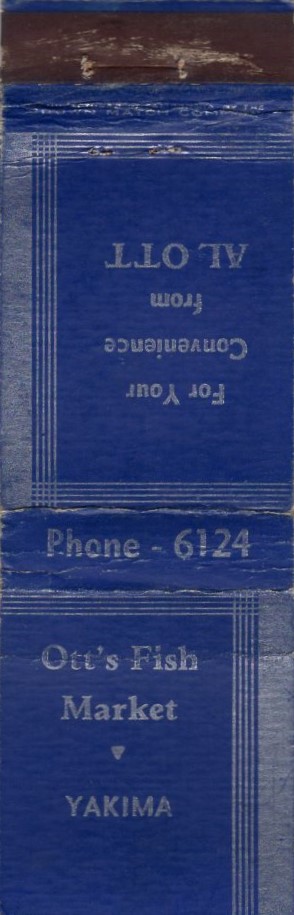 For Your
Convenience
from
AL OTT
Phone - 6124
Ott's Fish
Market
YAKIMA